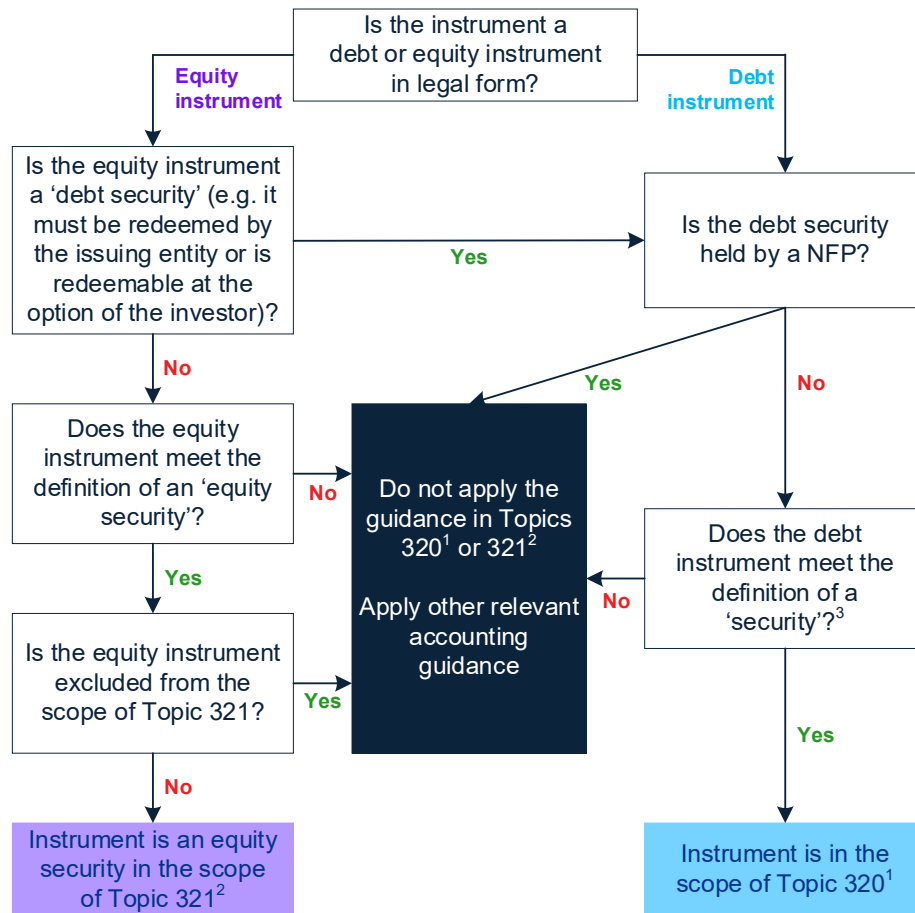 Is the instrument a
debt or equity instrument
in legal form?
Equity
instrument
Debt
instrument
Is the equity instrument
a ‘debt security’ (e.g. it
must be redeemed by
the issuing entity or is
redeemable at the
option of the investor)?
Yes
Is the debt security
held by a NFP?
No
Yes
No
Does the equity
instrument meet the
definition of an ‘equity
security’?
No
Do not apply the
guidance in Topics
320¹ or 321²
Apply other relevant
accounting
guidance
Does the debt
instrument meet the
definition of a
‘security’?³
No
Yes
Is the equity instrument
excluded from the
scope of Topic 321?
Yes
Yes
No
Instrument is an equity
security in the scope
of Topic 321²
Instrument is in the
scope of Topic 320¹